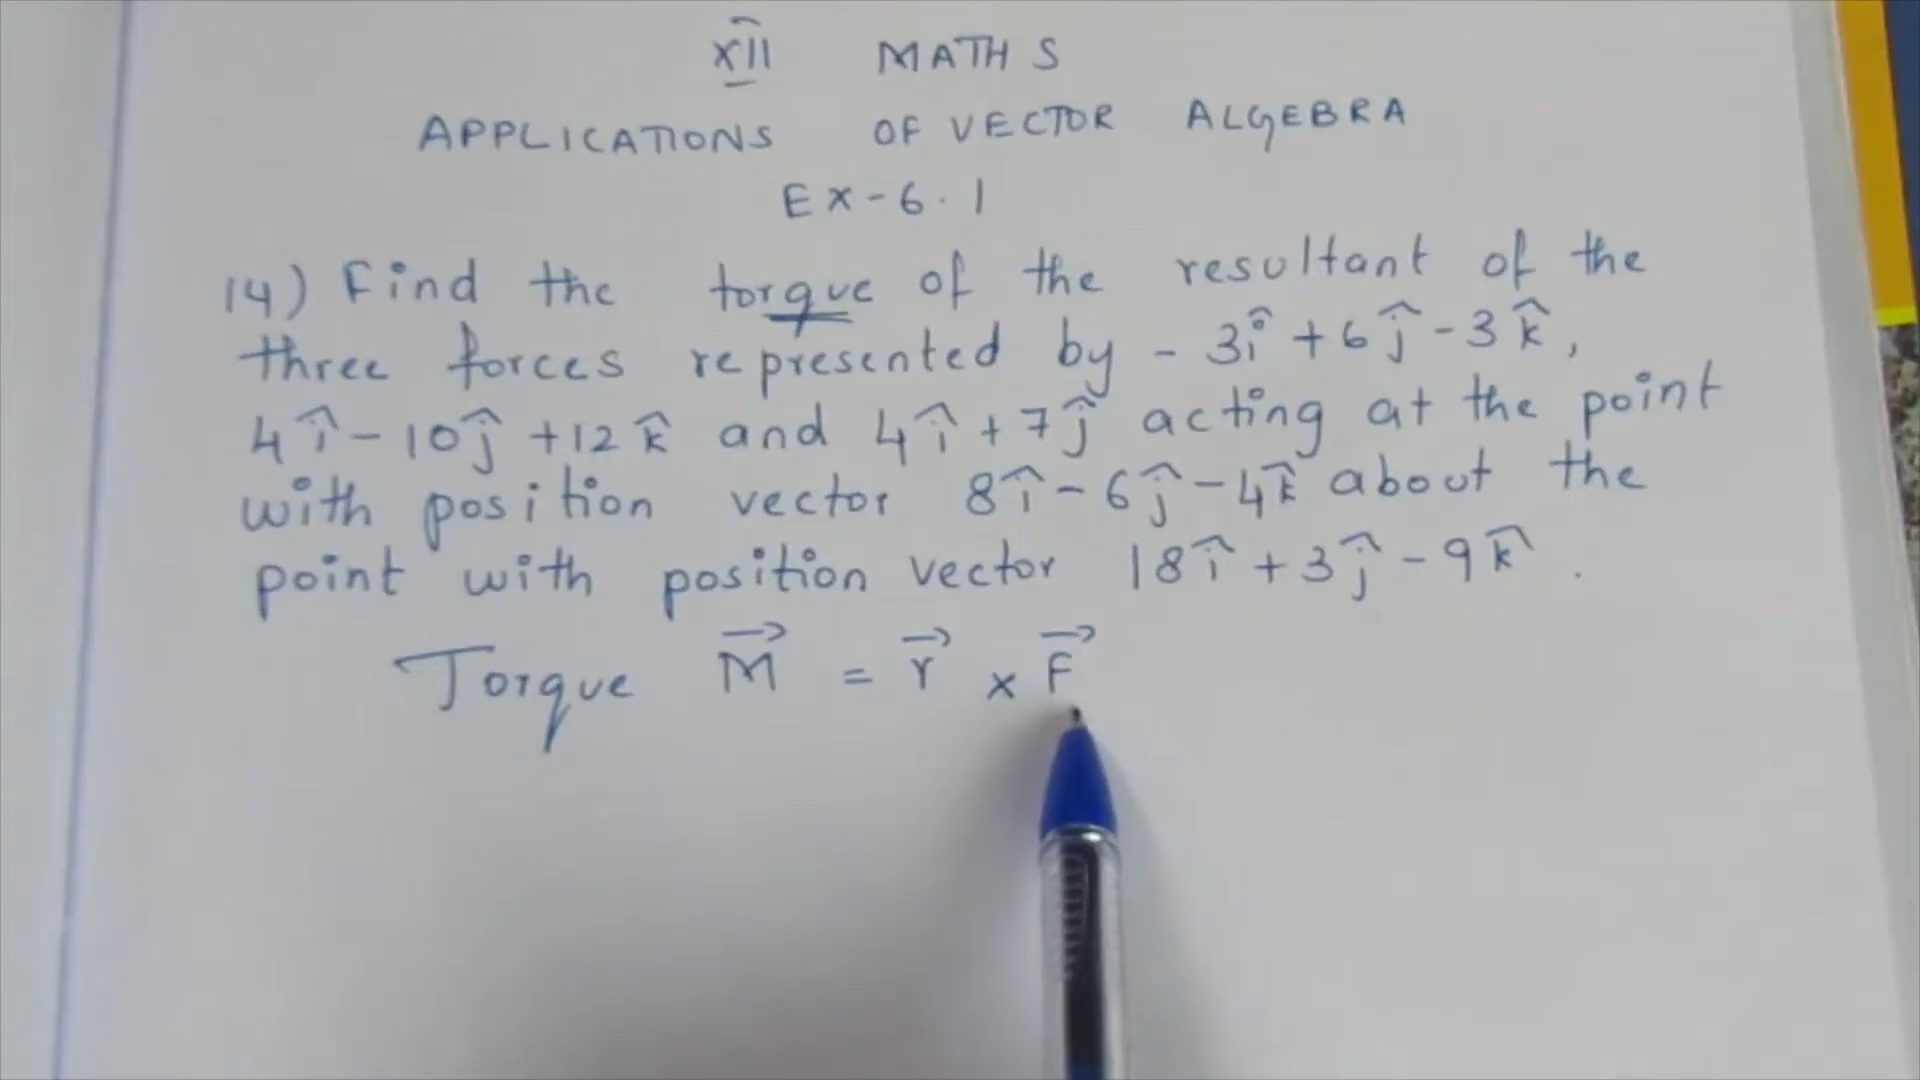 XII MATHS
APPLICATIONS OF VECTOR ALGEBRA
Ex-6.1
14) Find the torque of the resultant of the
three forces represented by - 3î + 6ĵ - 3k̂,
4î - 10ĵ + 12k̂ and 4î + 7ĵ acting at the point
with position vector 8î - 6ĵ - 4k̂ about the
point with position vector 18î + 3ĵ - 9k̂.
Torque M⃗ = r⃗ × F⃗